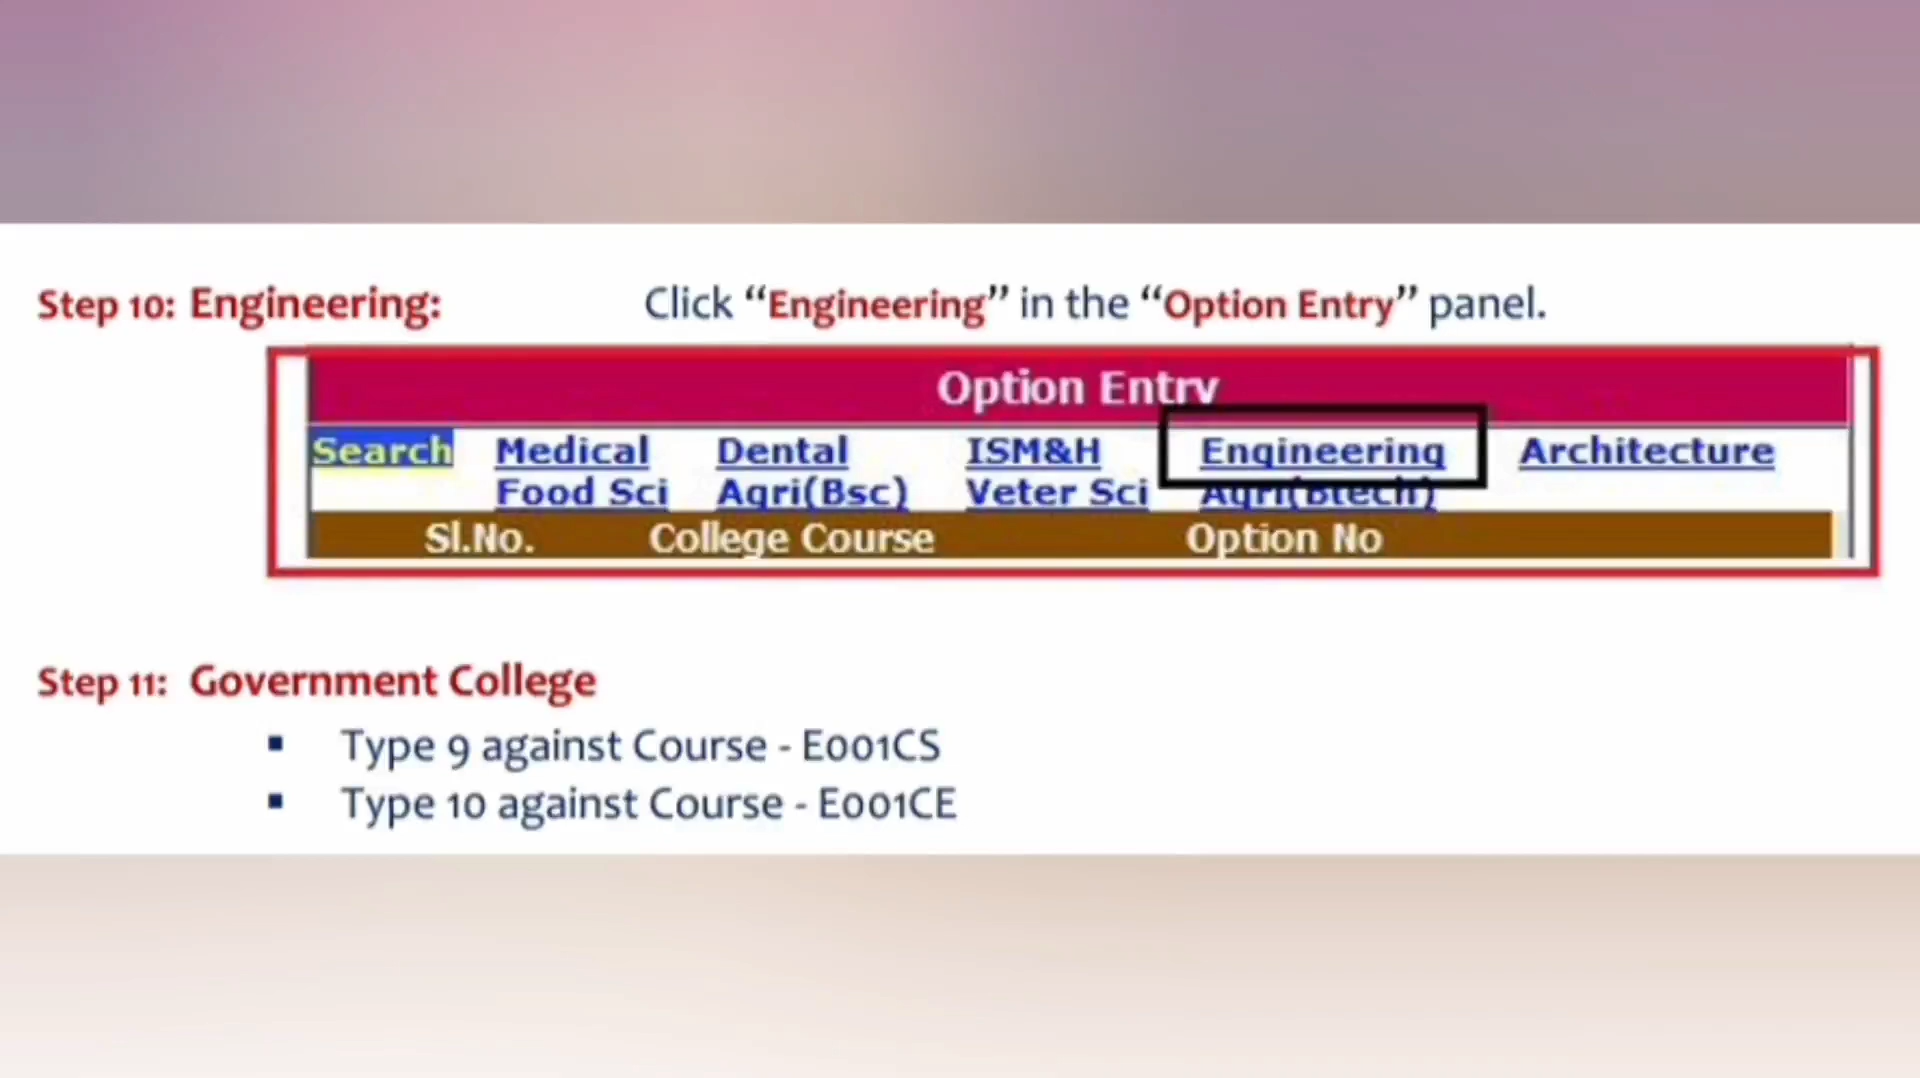 Step 10: Engineering: Click “Engineering” in the “Option Entry” panel.
Option Entry
Search Medical Dental ISM&H Engineering Architecture
Food Sci Agri(Bsc) Veter Sci Agri(Btech)
Sl.No. College Course Option No
Step 11: Government College
▪ Type 9 against Course - E001CS
▪ Type 10 against Course - E001CE